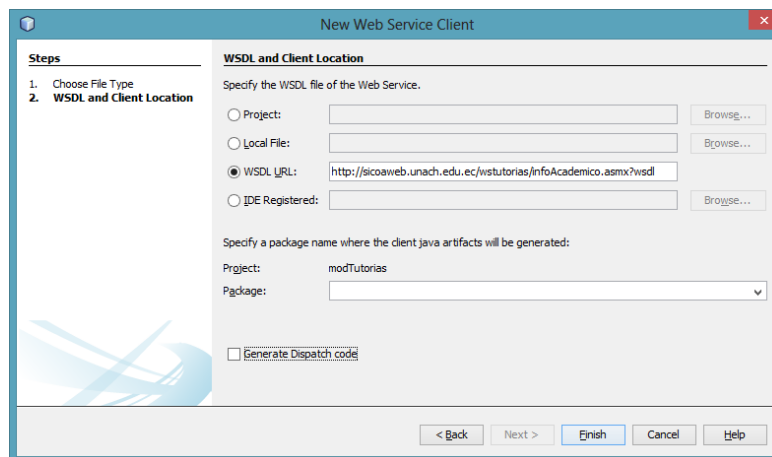 New Web Service Client
Steps
1. Choose File Type
2. WSDL and Client Location
WSDL and Client Location
Specify the WSDL file of the Web Service.
Project:
Browse...
Local File:
Browse...
WSDL URL:
http://sicoaweb.unach.edu.ec/wstutorias/infoAcademico.asmx?wsdl
IDE Registered:
Browse...
Specify a package name where the client java artifacts will be generated:
Project: modTutorias
Package:
Generate Dispatch code
< Back
Next >
Finish
Cancel
Help